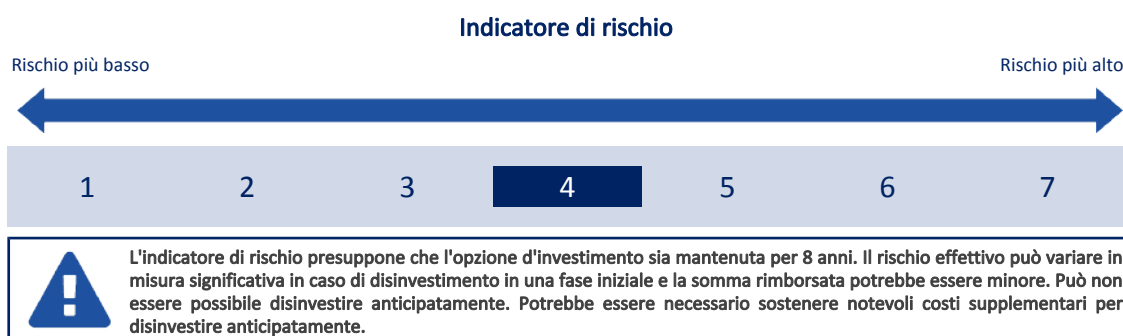 Indicatore di rischio
Rischio più basso
Rischio più alto
1 2 3 4 5 6 7
L'indicatore di rischio presuppone che l'opzione d'investimento sia mantenuta per 8 anni. Il rischio effettivo può variare in
misura significativa in caso di disinvestimento in una fase iniziale e la somma rimborsata potrebbe essere minore. Può non
essere possibile disinvestire anticipatamente. Potrebbe essere necessario sostenere notevoli costi supplementari per
disinvestire anticipatamente.